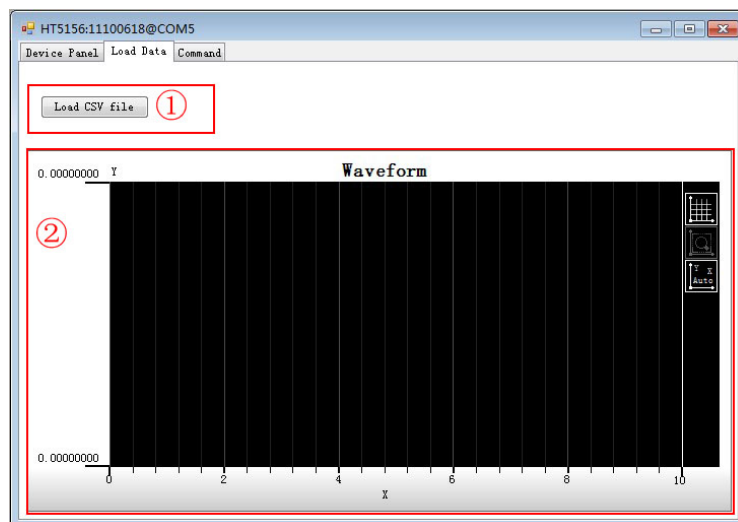 HT5156:11100618@COM5
Device Panel Load Data Command
Load CSV file ①
0.00000000 Y Waveform
②
Y X
Auto
0.00000000
0 2 4 6 8 10
X